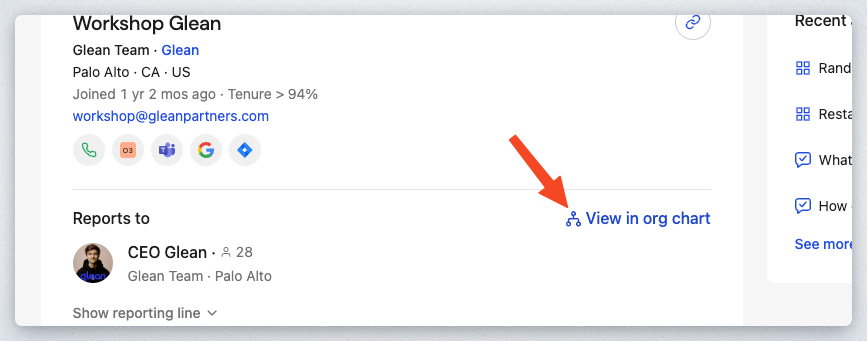 Workshop Glean
Glean Team · Glean
Palo Alto · CA · US
Joined 1 yr 2 mos ago · Tenure > 94%
workshop@gleanpartners.com
O3
Reports to
View in org chart
CEO Glean · 28
Glean Team · Palo Alto
glean
Show reporting line
Recent
Rand
Resta
What
How
See more